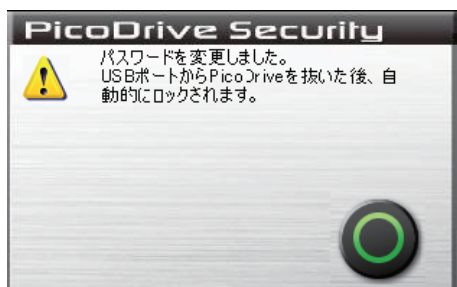 PicoDrive Security
パスワードを変更しました。
USBポートからPicoDriveを抜いた後、自
動的にロックされます。